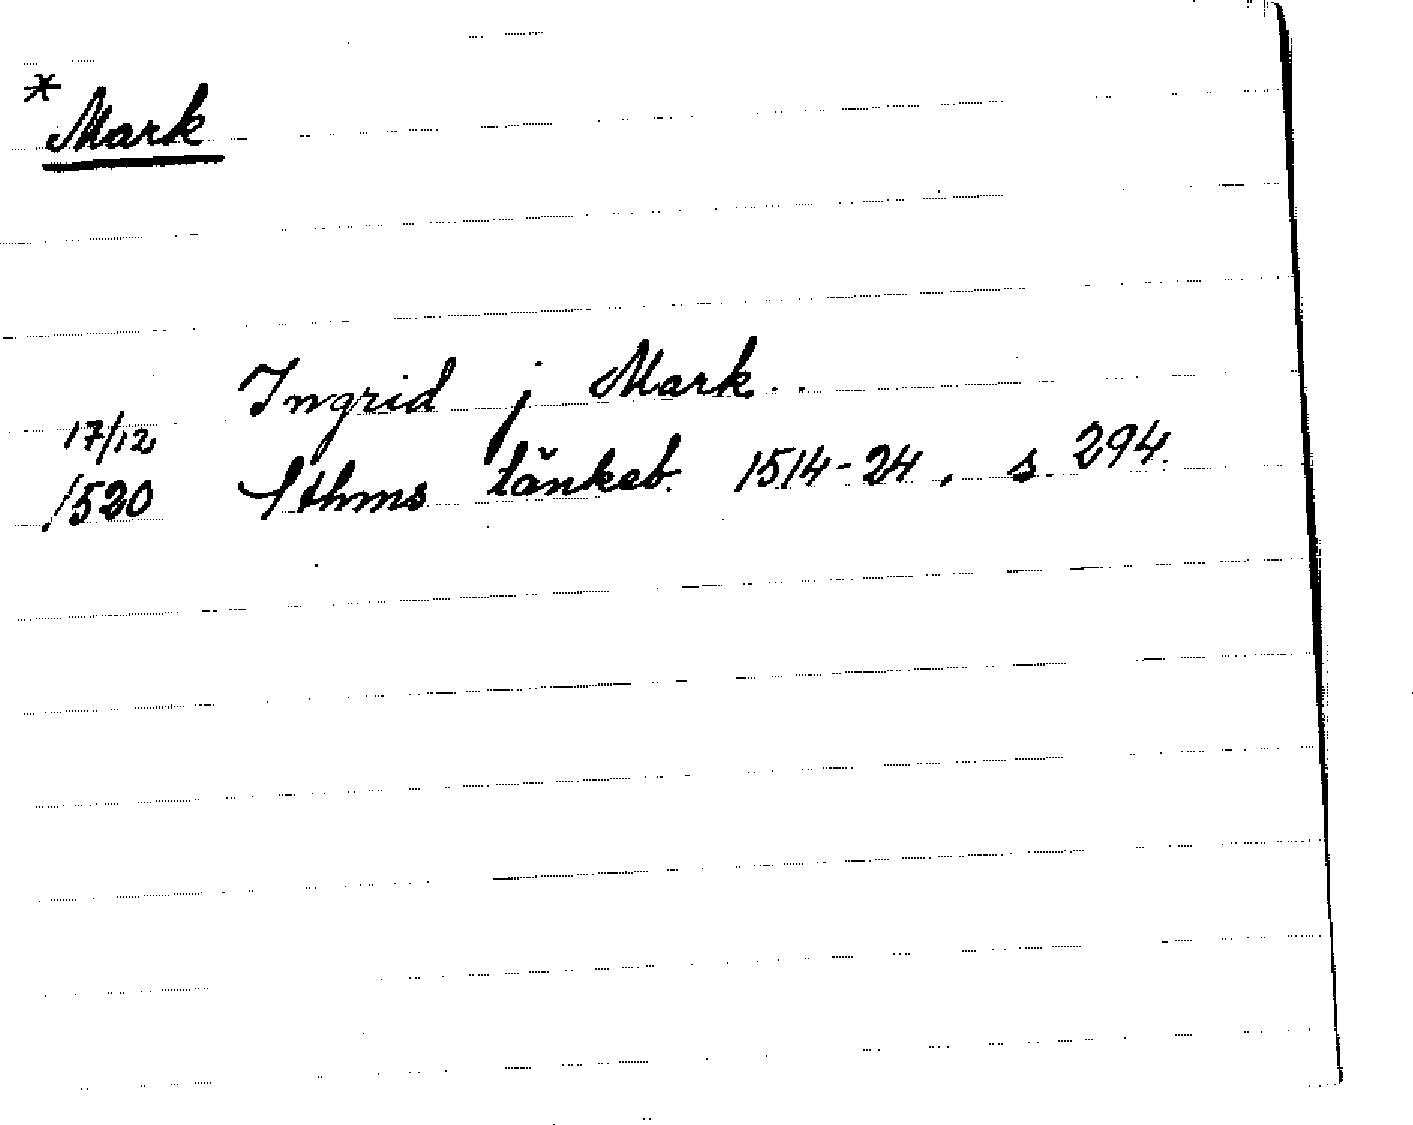 *Mark
Ingrid j Mark..
17/12
1520 Sthms tänkeb. 1514-24, s. 294.